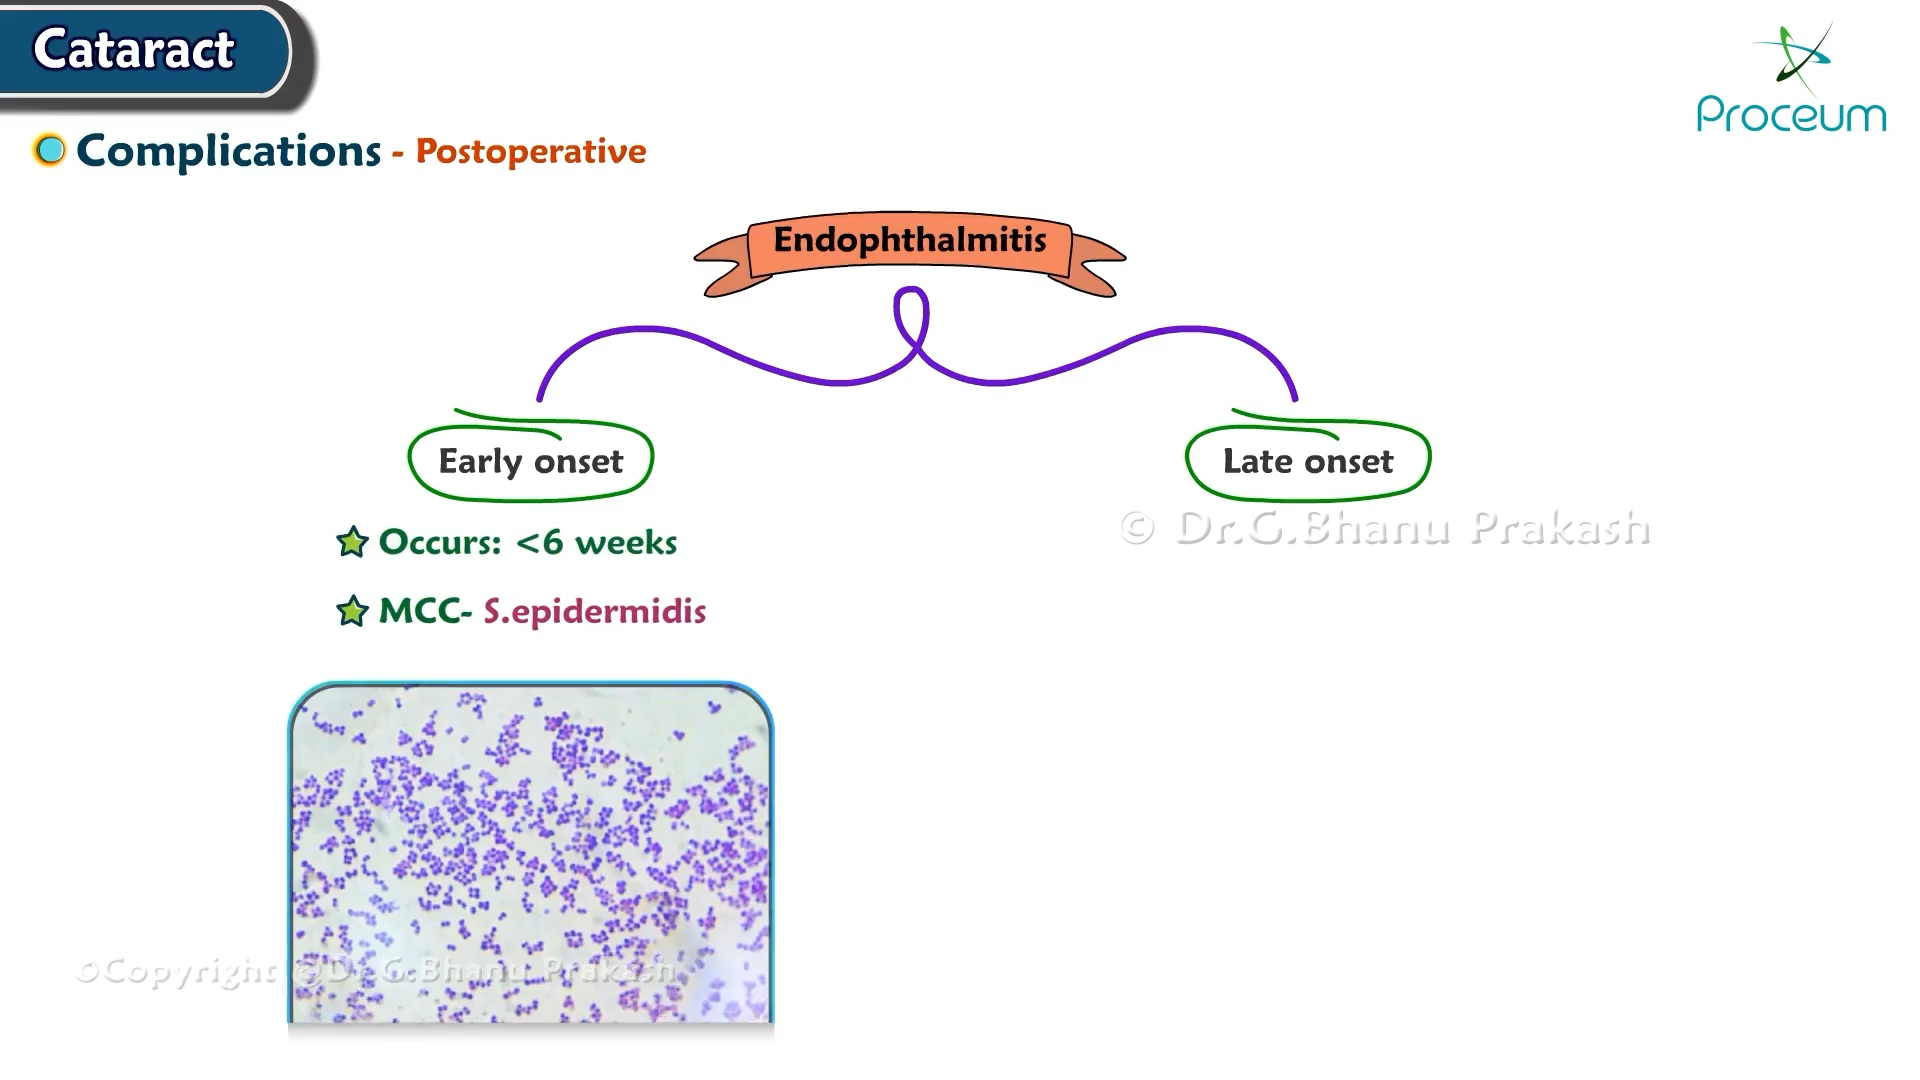 Cataract
Proceum
Complications - Postoperative
Endophthalmitis
Early onset
Late onset
© Dr.G.Bhanu Prakash
Occurs: <6 weeks
MCC- S.epidermidis
©Copyright ©Dr.G.Bhanu Prakash